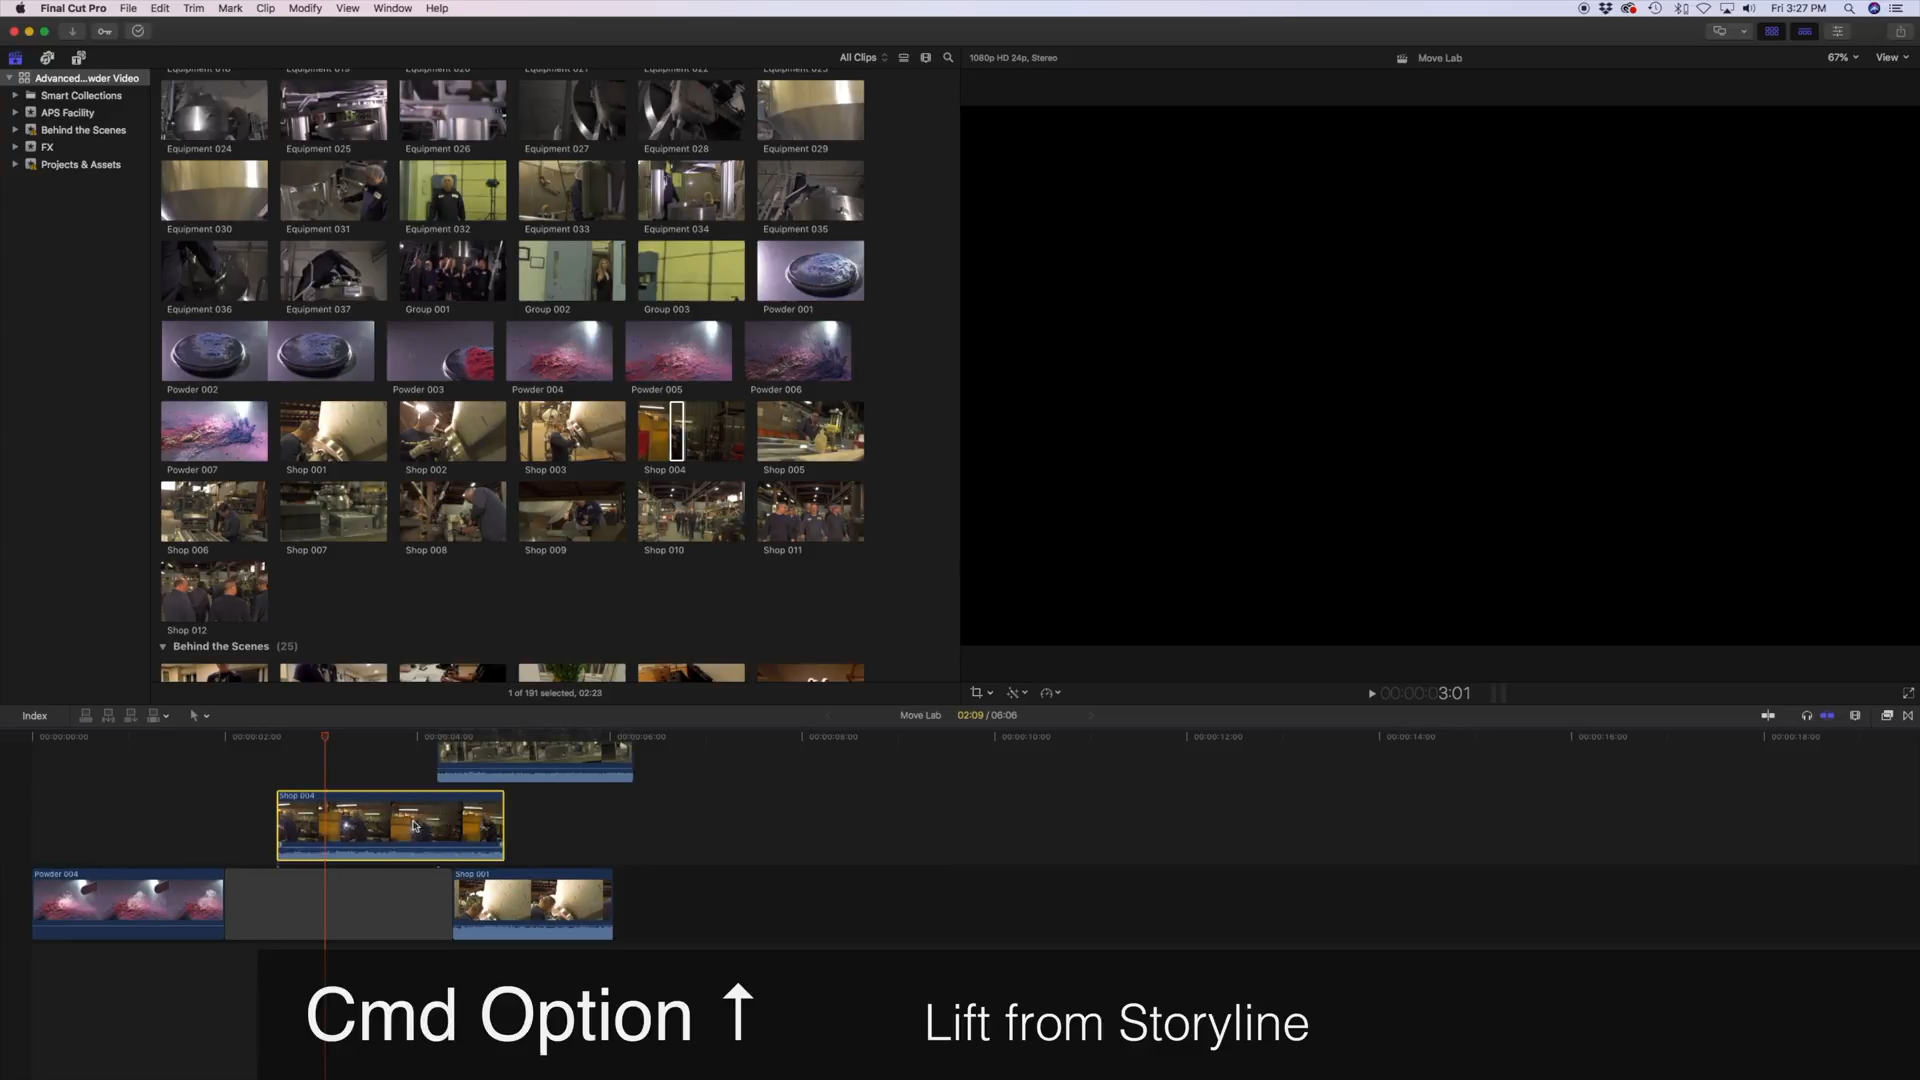 Final Cut Pro File Edit Trim Mark Clip Modify View Window Help Fri 3:27 PM
All Clips 1080p HD 24p, Stereo Move Lab 67% View
Advanced...wder Video
Smart Collections
APS Facility
Behind the Scenes
FX
Projects & Assets
Equipment 024 Equipment 025 Equipment 026 Equipment 027 Equipment 028 Equipment 029
Equipment 030 Equipment 031 Equipment 032 Equipment 033 Equipment 034 Equipment 035
Equipment 036 Equipment 037 Group 001 Group 002 Group 003 Powder 001
Powder 002 Powder 003 Powder 004 Powder 005 Powder 006
Powder 007 Shop 001 Shop 002 Shop 003 Shop 004 Shop 005
Shop 006 Shop 007 Shop 008 Shop 009 Shop 010 Shop 011
Shop 012
Behind the Scenes (25)
1 of 191 selected, 02:23
00:00:00:03:01
Index Move Lab 02:09 / 06:06
00:00:00:00 00:00:02:00 00:00:04:00 00:00:06:00 00:00:08:00 00:00:10:00 00:00:12:00 00:00:14:00 00:00:16:00 00:00:18:00
Shop 004
Powder 004 Shop 001
Cmd Option ↑ Lift from Storyline